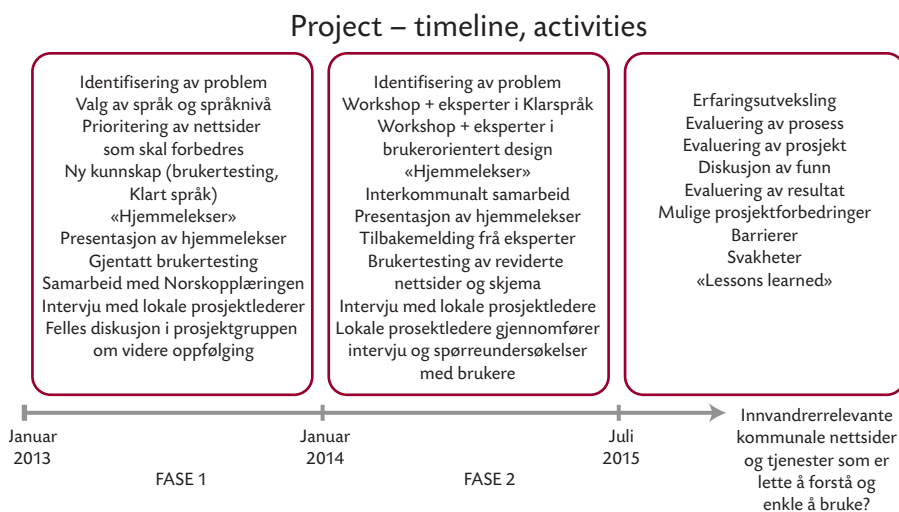 Project – timeline, activities
Identifisering av problem
Valg av språk og språknivå
Prioritering av nettsider
som skal forbedres
Ny kunnskap (brukertesting,
Klart språk)
«Hjemmelekser»
Presentasjon av hjemmelekser
Gjentatt brukertesting
Samarbeid med Norskopplæringen
Intervju med lokale prosjektlederer
Felles diskusjon i prosjektgruppen
om videre oppfølging
Identifisering av problem
Workshop + eksperter i Klarspråk
Workshop + eksperter i
brukerorientert design
«Hjemmelekser»
Interkommunalt samarbeid
Presentasjon av hjemmelekser
Tilbakemelding frå eksperter
Brukertesting av reviderte
nettsider og skjema
Intervju med lokale prosjektledere
Lokale prosektledere gjennomfører
intervju og spørreundersøkelser
med brukere
Erfaringsutveksling
Evaluering av prosess
Evaluering av prosjekt
Diskusjon av funn
Evaluering av resultat
Mulige prosjektforbedringer
Barrierer
Svakheter
«Lessons learned»
Januar
2013
FASE 1
Januar
2014
FASE 2
Juli
2015
Innvandrerrelevante
kommunale nettsider
og tjenester som er
lette å forstå og
enkle å bruke?